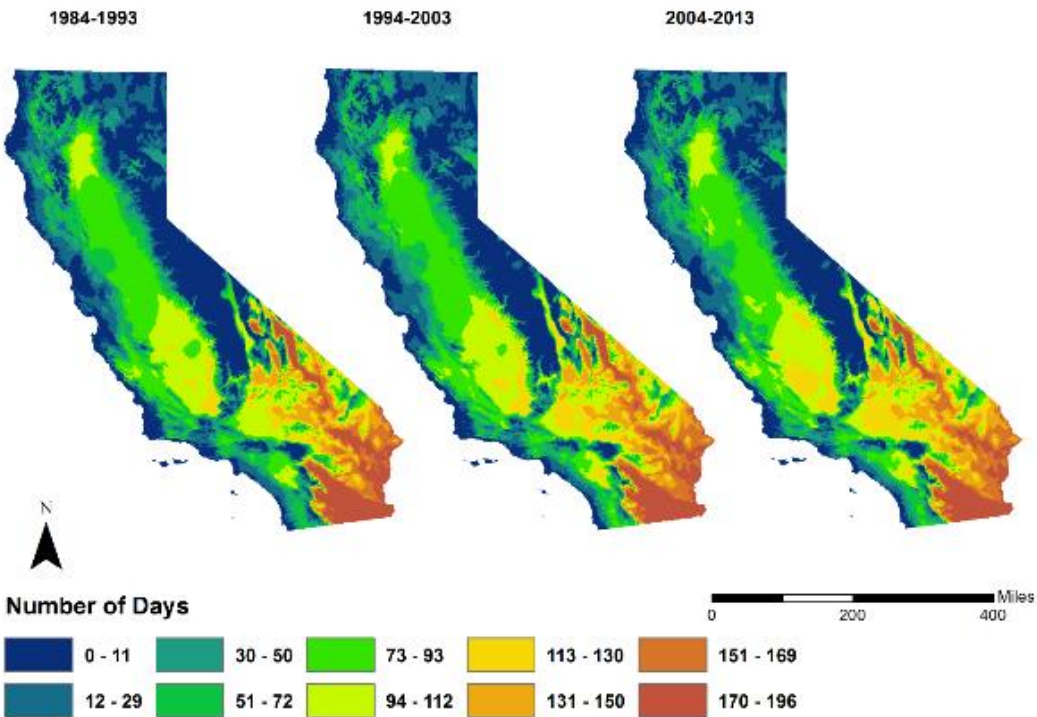 1984-1993 1994-2003 2004-2013
N
Number of Days
Miles
0 200 400
0 - 11 30 - 50 73 - 93 113 - 130 151 - 169
12 - 29 51 - 72 94 - 112 131 - 150 170 - 196